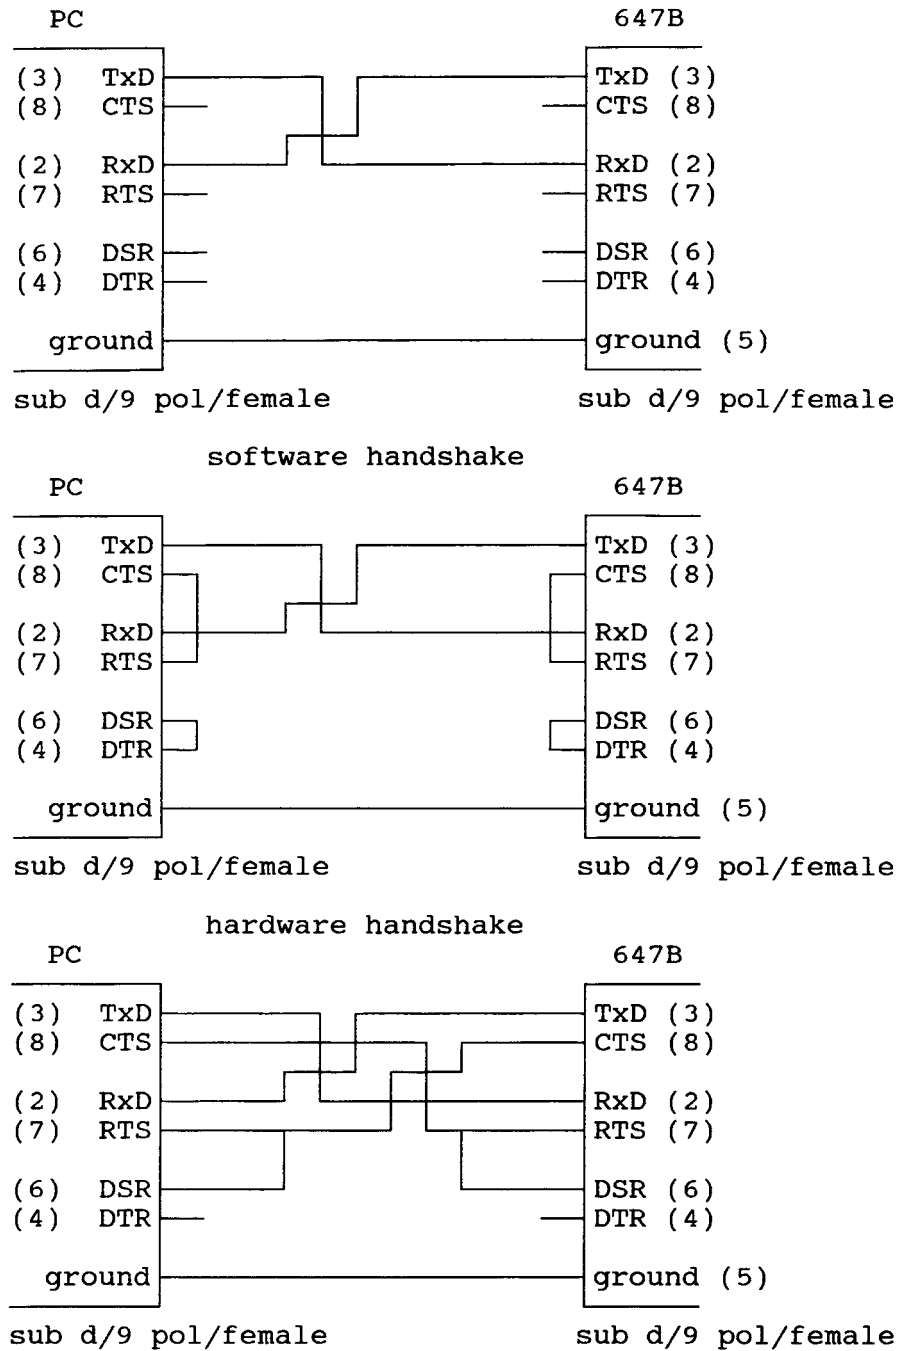 PC 647B
(3) TxD TxD (3)
(8) CTS CTS (8)
(2) RxD RxD (2)
(7) RTS RTS (7)
(6) DSR DSR (6)
(4) DTR DTR (4)
ground ground (5)
sub d/9 pol/female sub d/9 pol/female
software handshake
PC 647B
(3) TxD TxD (3)
(8) CTS CTS (8)
(2) RxD RxD (2)
(7) RTS RTS (7)
(6) DSR DSR (6)
(4) DTR DTR (4)
ground ground (5)
sub d/9 pol/female sub d/9 pol/female
hardware handshake
PC 647B
(3) TxD TxD (3)
(8) CTS CTS (8)
(2) RxD RxD (2)
(7) RTS RTS (7)
(6) DSR DSR (6)
(4) DTR DTR (4)
ground ground (5)
sub d/9 pol/female sub d/9 pol/female